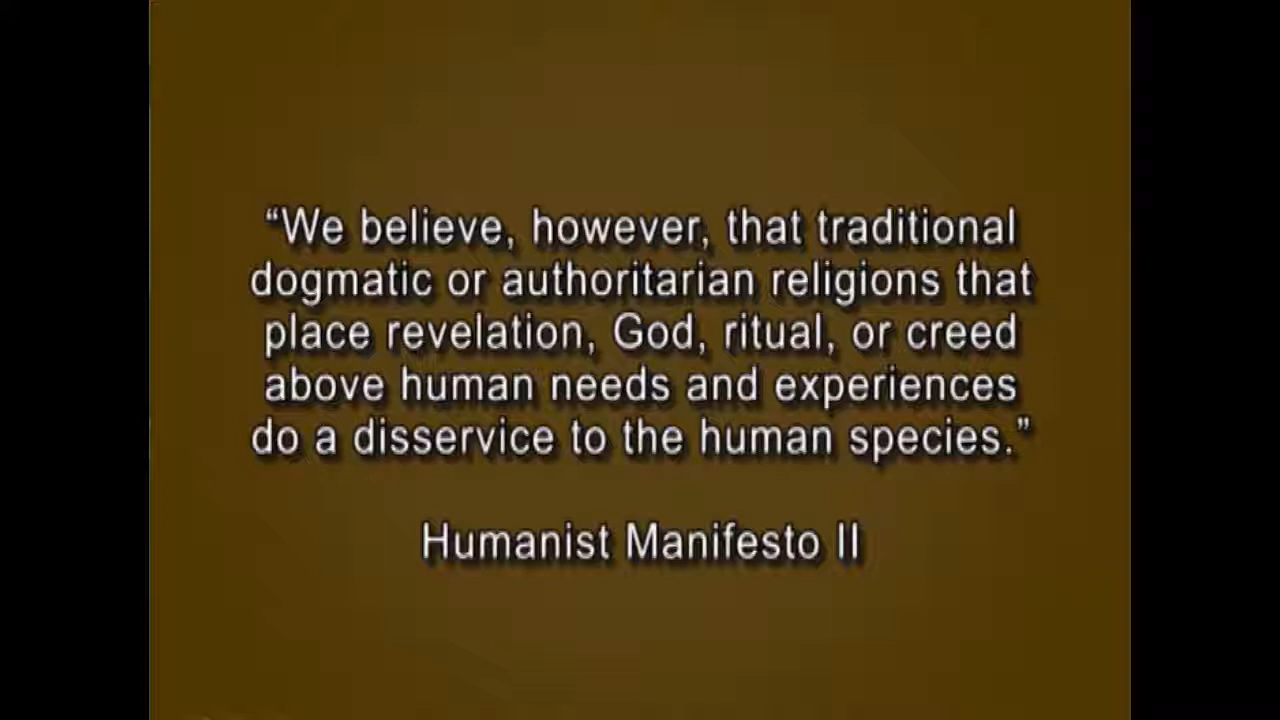 “We believe, however, that traditional
dogmatic or authoritarian religions that
place revelation, God, ritual, or creed
above human needs and experiences
do a disservice to the human species.”
Humanist Manifesto II